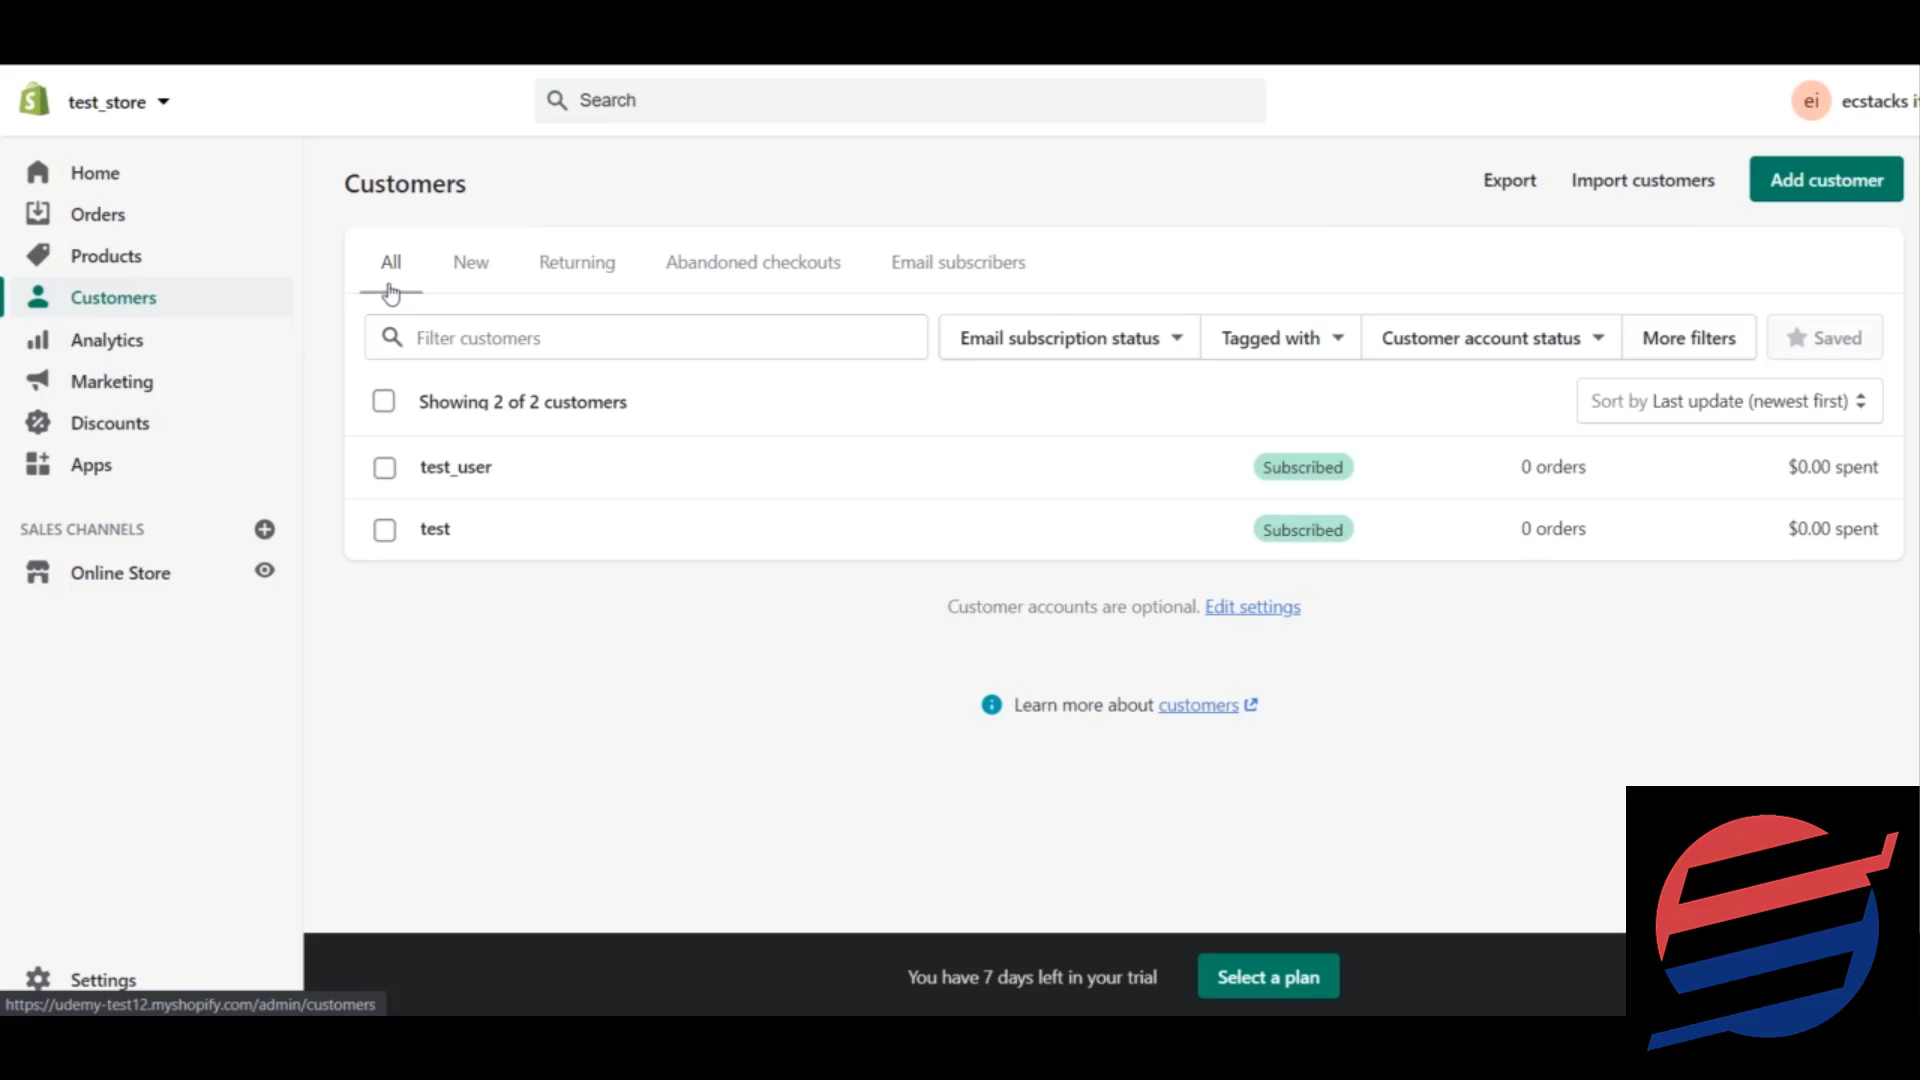 test_store
Search
ei
ecstacks
Home
Orders
Products
Customers
Analytics
Marketing
Discounts
Apps
SALES CHANNELS
Online Store
Settings
https://udemy-test12.myshopify.com/admin/customers
Customers
Export
Import customers
Add customer
All
New
Returning
Abandoned checkouts
Email subscribers
Filter customers
Email subscription status
Tagged with
Customer account status
More filters
Saved
Showing 2 of 2 customers
Sort by Last update (newest first)
test_user Subscribed 0 orders $0.00 spent
test Subscribed 0 orders $0.00 spent
Customer accounts are optional. Edit settings
Learn more about customers
You have 7 days left in your trial
Select a plan